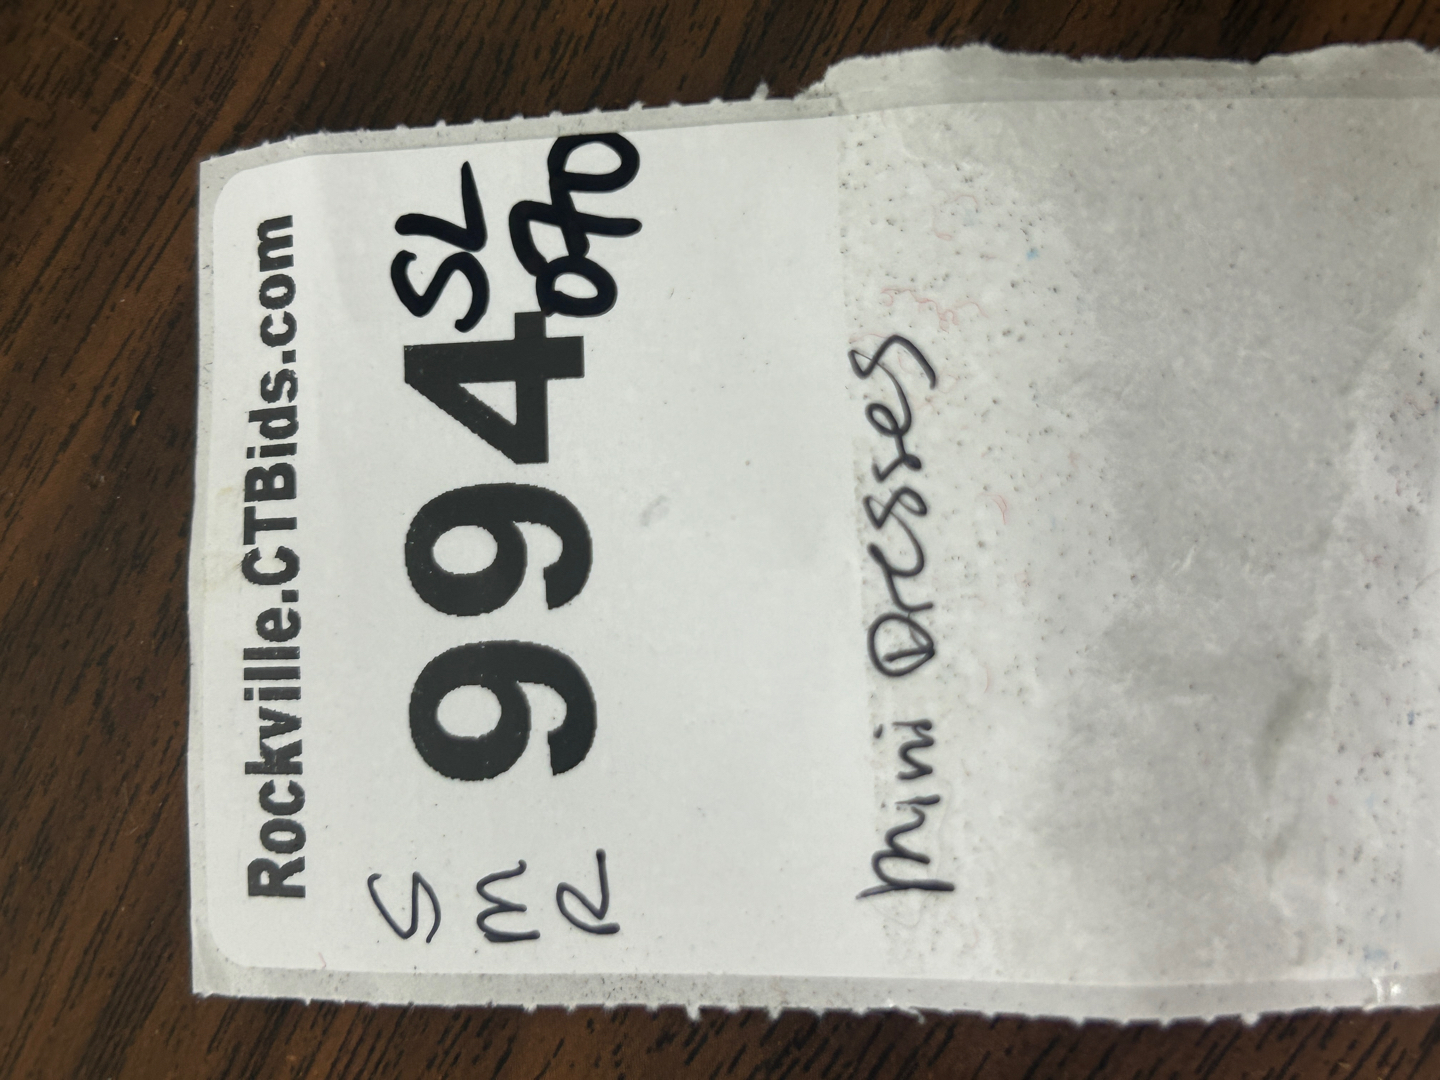 Rockville.CTBids.com
S
M
R
994
SL
070
Mini Dresses